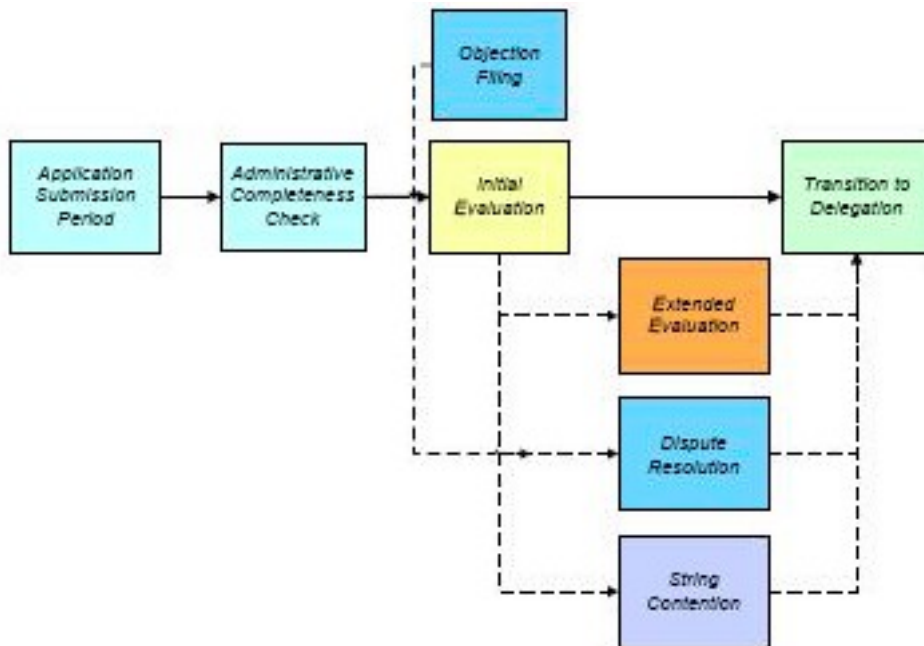 Objection
Filing
Application
Submission
Period
Administrative
Completeness
Check
Initial
Evaluation
Transition to
Delegation
Extended
Evaluation
Dispute
Resolution
String
Contention